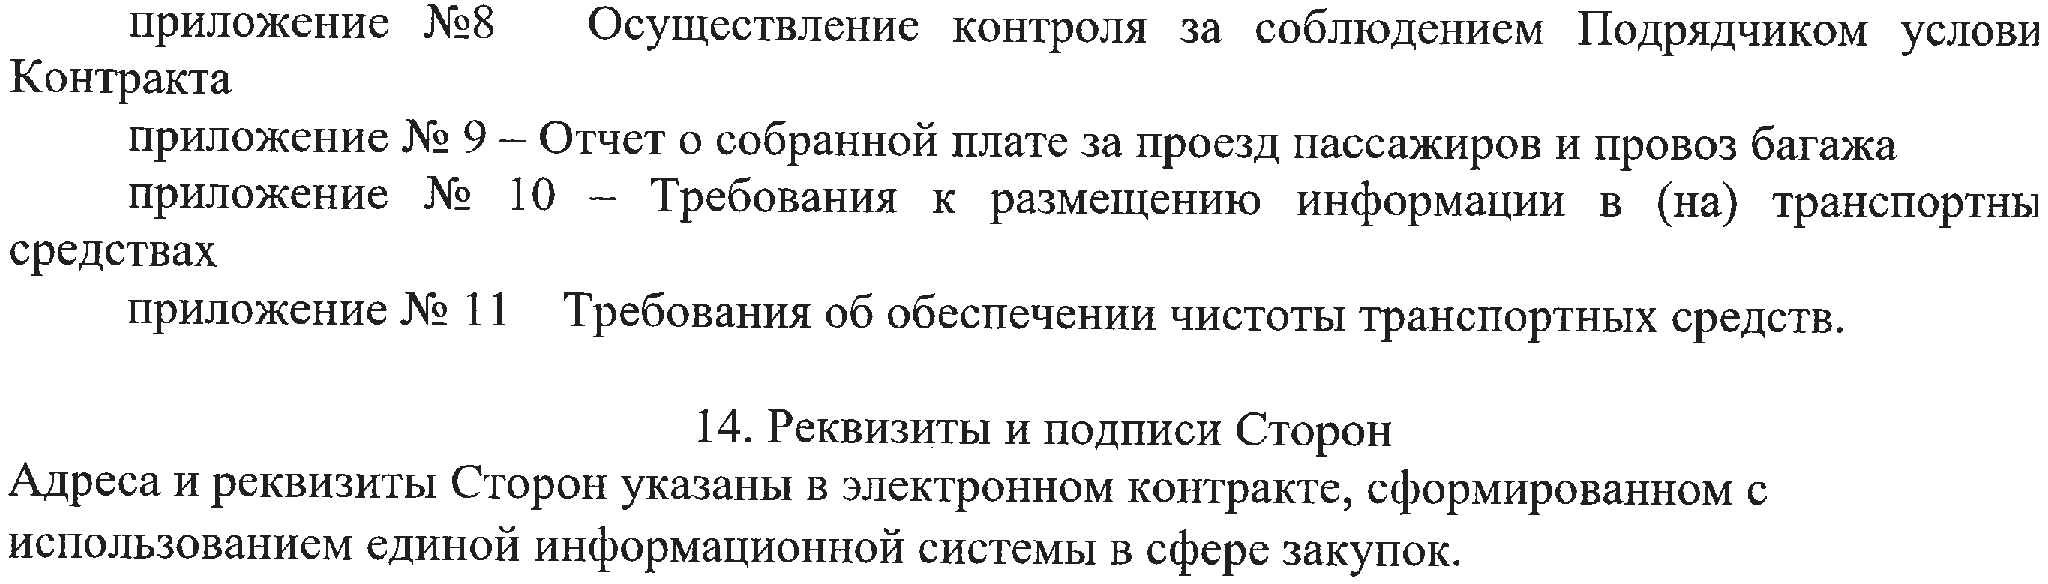 приложение №8 Осуществление контроля за соблюдением Подрядчиком услови
Контракта
приложение № 9 – Отчет о собранной плате за проезд пассажиров и провоз багажа
приложение № 10 – Требования к размещению информации в (на) транспортны
средствах
приложение № 11 Требования об обеспечении чистоты транспортных средств.
14. Реквизиты и подписи Сторон
Адреса и реквизиты Сторон указаны в электронном контракте, сформированном с
использованием единой информационной системы в сфере закупок.